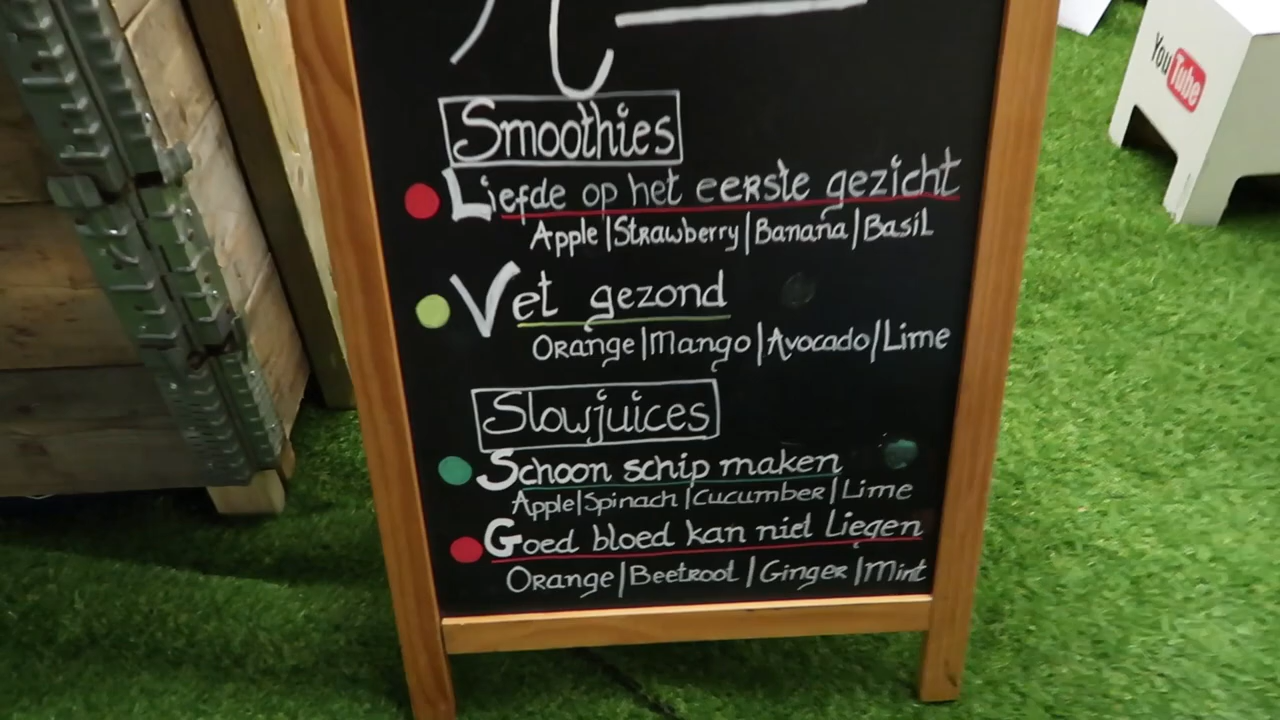 Smoothies
Liefde op het eerste gezicht
Apple|Strawberry|Banana|Basil
Vet gezond
Orange|Mango|Avocado/Lime
Slowjuices
Schoon schip maken
Apple|Spinach|Cucumber|Lime
Goed bloed kan niet Liegen
Orange|Beetroot|Ginger|Mint
YouTube